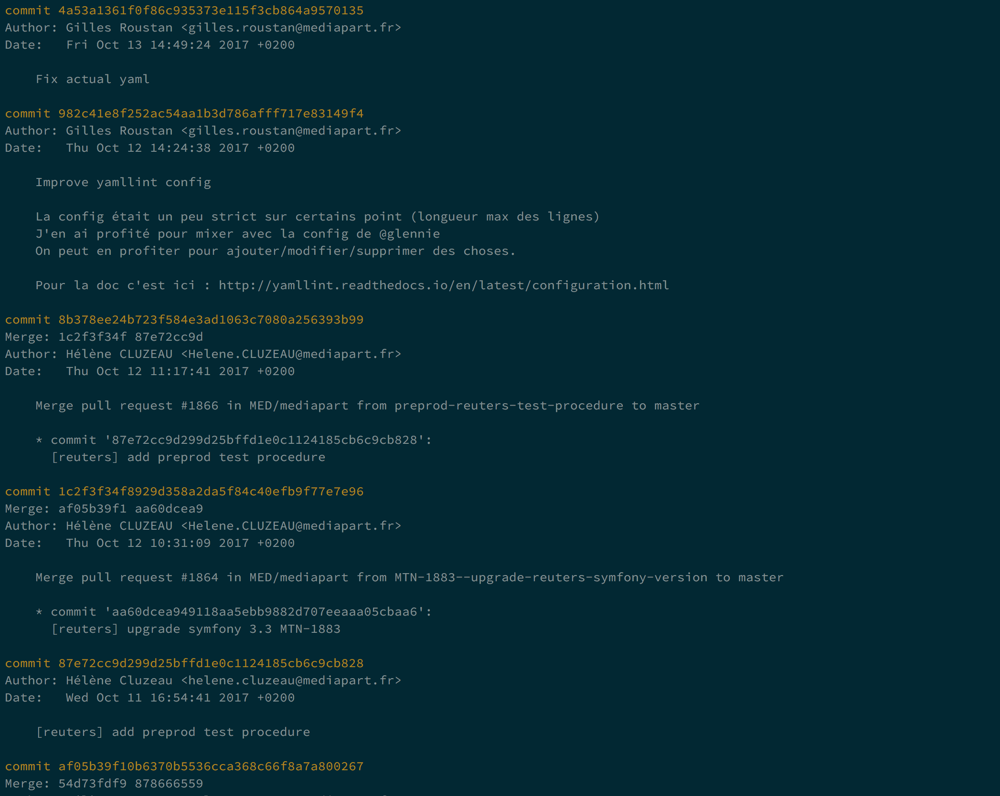 commit 4a53a1361f0f86c935373e115f3cb864a9570135
Author: Gilles Roustan <gilles.roustan@mediapart.fr>
Date:   Fri Oct 13 14:49:24 2017 +0200
Fix actual yaml
commit 982c41e8f252ac54aa1b3d786afff717e83149f4
Author: Gilles Roustan <gilles.roustan@mediapart.fr>
Date:   Thu Oct 12 14:24:38 2017 +0200
Improve yamllint config
La config était un peu strict sur certains point (longueur max des lignes)
J'en ai profité pour mixer avec la config de @glennie
On peut en profiter pour ajouter/modifier/supprimer des choses.
Pour la doc c'est ici : http://yamllint.readthedocs.io/en/latest/configuration.html
commit 8b378ee24b723f584e3ad1063c7080a256393b99
Merge: 1c2f3f34f 87e72cc9d
Author: Hélène CLUZEAU <Helene.CLUZEAU@mediapart.fr>
Date:   Thu Oct 12 11:17:41 2017 +0200
Merge pull request #1866 in MED/mediapart from preprod-reuters-test-procedure to master
* commit '87e72cc9d299d25bffd1e0c1124185cb6c9cb828':
[reuters] add preprod test procedure
commit 1c2f3f34f8929d358a2da5f84c40efb9f77e7e96
Merge: af05b39f1 aa60dcea9
Author: Hélène CLUZEAU <Helene.CLUZEAU@mediapart.fr>
Date:   Thu Oct 12 10:31:09 2017 +0200
Merge pull request #1864 in MED/mediapart from MTN-1883--upgrade-reuters-symfony-version to master
* commit 'aa60dcea949118aa5ebb9882d707eeaaa05cbaa6':
[reuters] upgrade symfony 3.3 MTN-1883
commit 87e72cc9d299d25bffd1e0c1124185cb6c9cb828
Author: Hélène Cluzeau <helene.cluzeau@mediapart.fr>
Date:   Wed Oct 11 16:54:41 2017 +0200
[reuters] add preprod test procedure
commit af05b39f10b6370b5536cca368c66f8a7a800267
Merge: 54d73fdf9 878666559